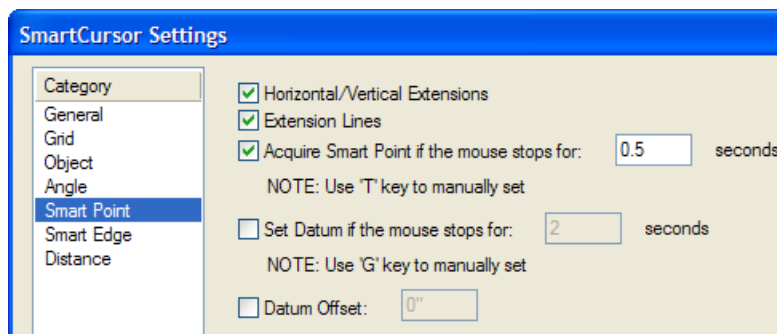 SmartCursor Settings
Category
General
Grid
Object
Angle
Smart Point
Smart Edge
Distance
Horizontal/Vertical Extensions
Extension Lines
Acquire Smart Point if the mouse stops for: 0.5 seconds
NOTE: Use 'T' key to manually set
Set Datum if the mouse stops for: 2 seconds
NOTE: Use 'G' key to manually set
Datum Offset: 0"